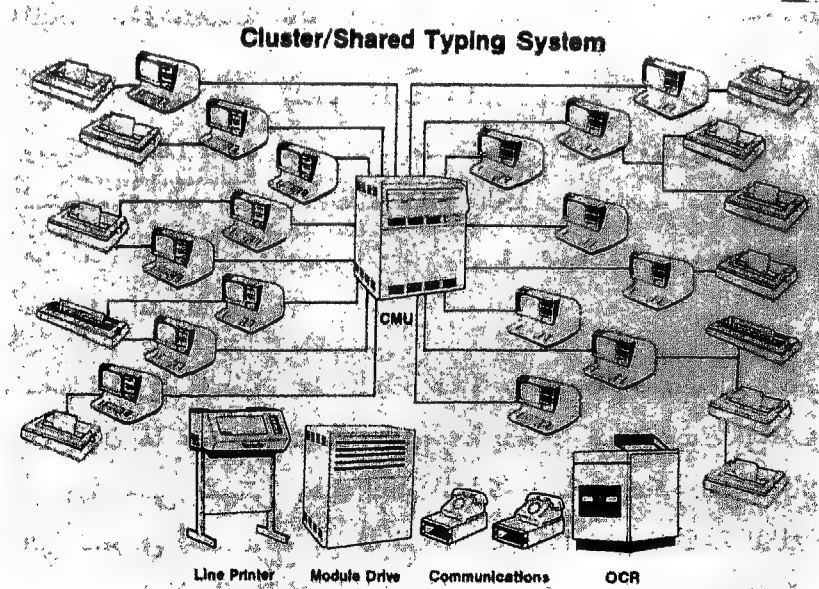 Cluster/Shared Typing System
CMU
Line Printer
Module Drive
Communications
OCR